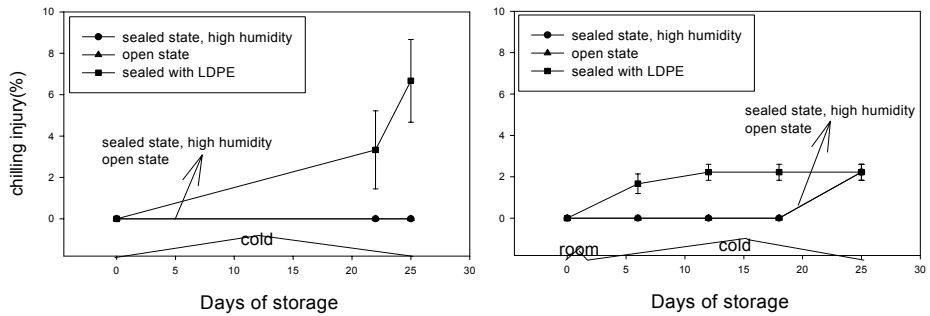 10
8
6
4
2
0
chilling injury(%)
sealed state, high humidity
open state
sealed with LDPE
sealed state, high humidity
open state
cold
0 5 10 15 20 25 30
Days of storage
10
8
6
4
2
0
sealed state, high humidity
open state
sealed with LDPE
sealed state, high humidity
open state
room
cold
0 5 10 15 20 25 30
Days of storage